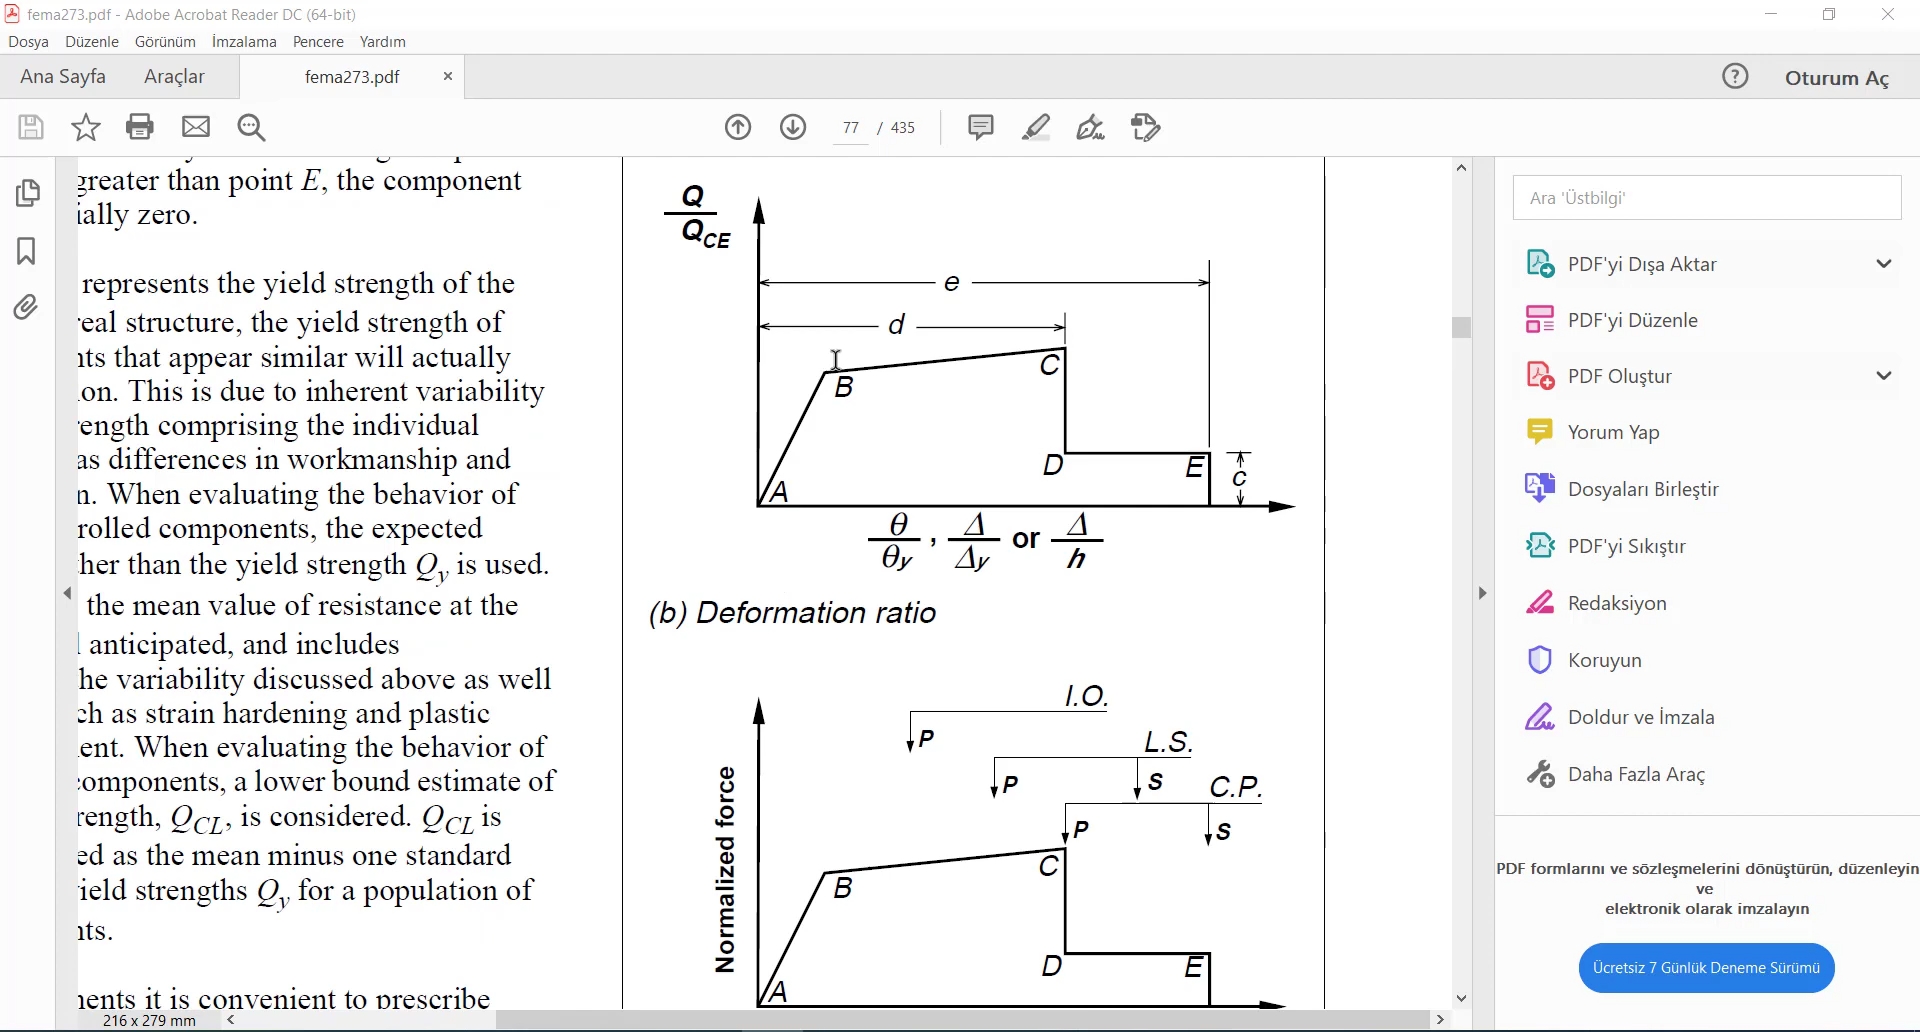 fema273.pdf - Adobe Acrobat Reader DC (64-bit)
Dosya Düzenle Görünüm İmzalama Pencere Yardım
Ana Sayfa Araçlar fema273.pdf × ? Oturum Aç
77 / 435
greater than point E, the component
ially zero.
represents the yield strength of the
real structure, the yield strength of
nts that appear similar will actually
ion. This is due to inherent variability
rength comprising the individual
as differences in workmanship and
n. When evaluating the behavior of
rolled components, the expected
her than the yield strength Qy is used.
the mean value of resistance at the
l anticipated, and includes
he variability discussed above as well
ch as strain hardening and plastic
ent. When evaluating the behavior of
components, a lower bound estimate of
rength, QCL, is considered. QCL is
ed as the mean minus one standard
ield strengths Qy for a population of
nts.
nents it is convenient to prescribe
216 x 279 mm
Q
QCE
e
d
B
C
D
E
c
A
θ Δ Δ
, or
θy Δy h
(b) Deformation ratio
I.O.
P
L.S.
P
S
C.P.
P
S
Normalized force
B
C
D
E
A
Ara 'Üstbilgi'
PDF'yi Dışa Aktar
PDF'yi Düzenle
PDF Oluştur
Yorum Yap
Dosyaları Birleştir
PDF'yi Sıkıştır
Redaksiyon
Koruyun
Doldur ve İmzala
Daha Fazla Araç
PDF formlarını ve sözleşmelerini dönüştürün, düzenleyin
ve
elektronik olarak imzalayın
Ücretsiz 7 Günlük Deneme Sürümü